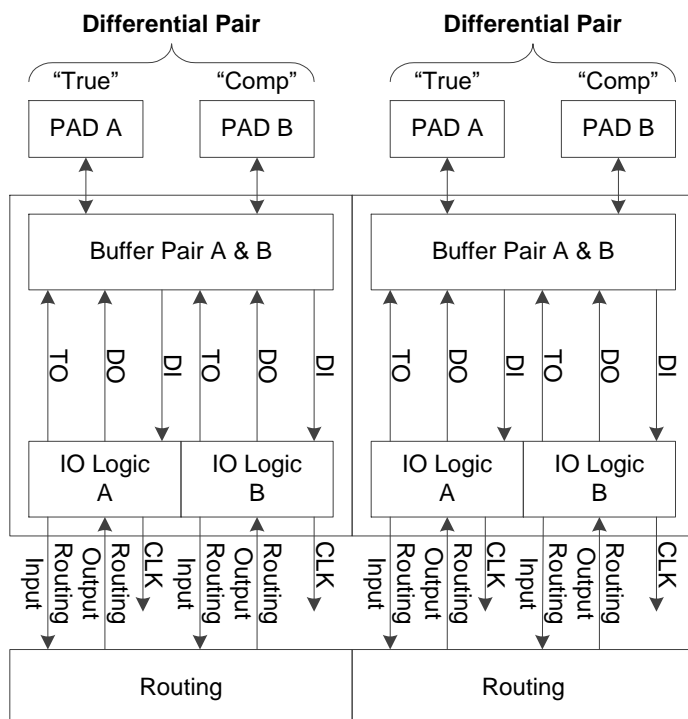 Differential Pair
Differential Pair
“True”
“Comp”
“True”
“Comp”
PAD A
PAD B
PAD A
PAD B
Buffer Pair A & B
Buffer Pair A & B
TO
DO
DI
TO
DO
DI
TO
DO
DI
TO
DO
DI
IO Logic
A
IO Logic
B
IO Logic
A
IO Logic
B
Routing
Input
Routing
Output
CLK
Routing
Input
Routing
Output
CLK
Routing
Input
Routing
Output
CLK
Routing
Input
Routing
Output
CLK
Routing
Routing